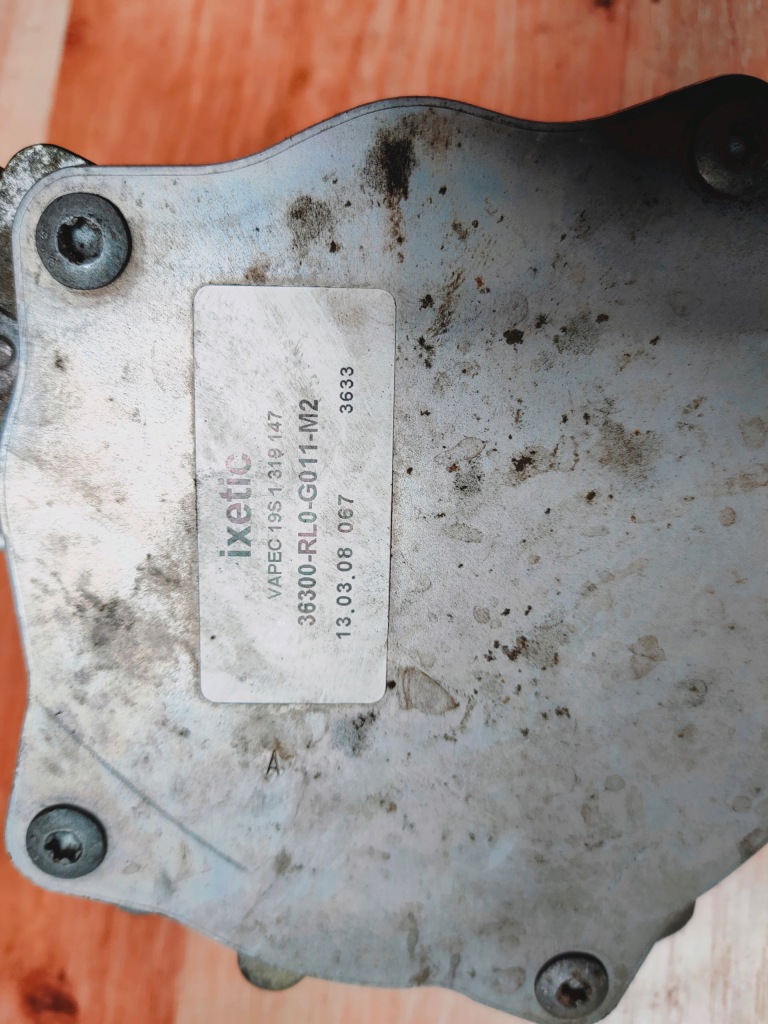 ixetic
VAPEC 19S 1.319 147
36300-RL0-G011-M2
13.03.08 067 3633
A